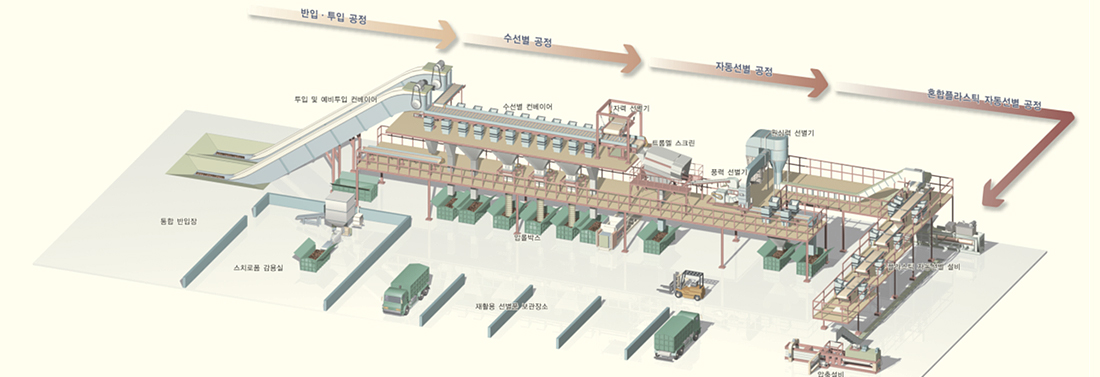 반입 · 투입 공정
수선별 공정
자동선별 공정
혼합플라스틱 자동선별 공정
투입 및 예비투입 컨베이어
수선별 컨베이어
자력 선별기
트롬멜 스크린
원심력 선별기
풍력 선별기
통합 반입장
암롤박스
스치로폼 감용실
설비
재활용 선별품 보관장소
압축설비